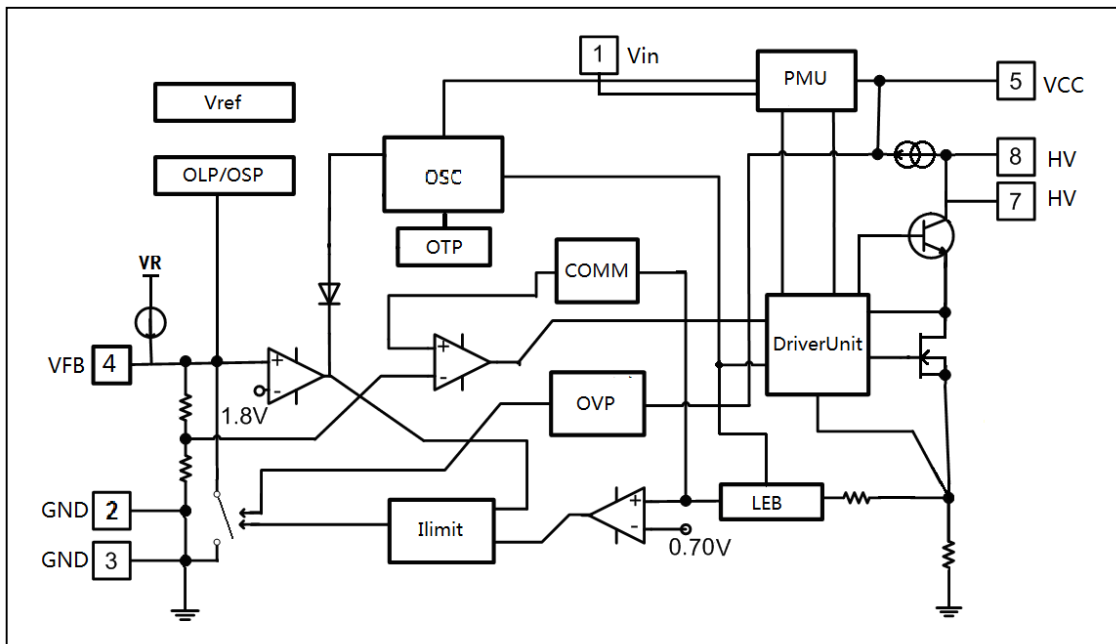 1 Vin
PMU
5 VCC
Vref
OLP/OSP
OSC
8 HV
7 HV
OTP
COMM
VR
VFB 4
+
-
1.8V
+
-
DriverUnit
OVP
GND 2
GND 3
Ilimit
+
-
0.70V
LEB